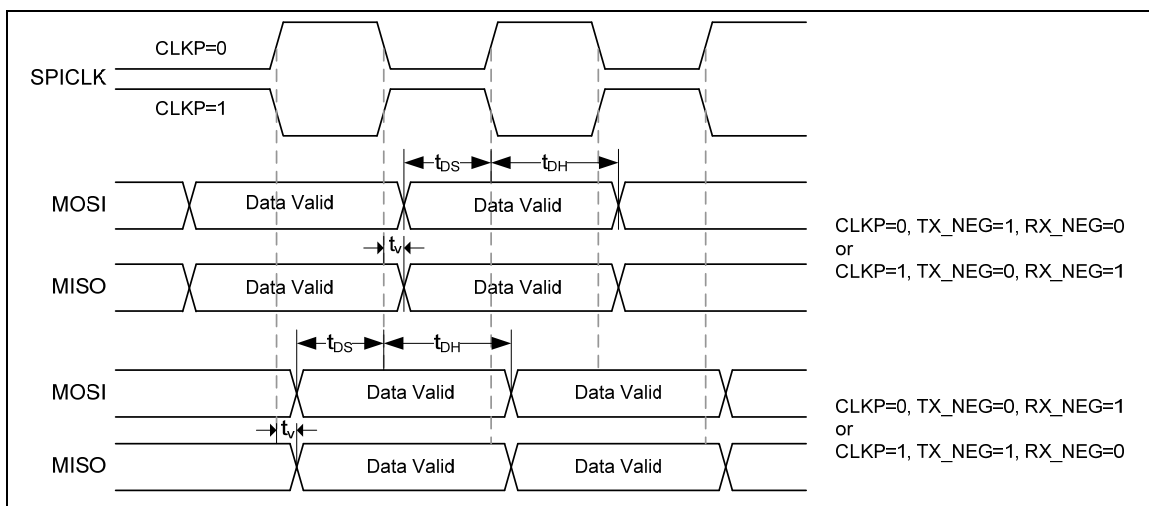 CLKP=0
SPICLK
CLKP=1
tDS tDH
MOSI Data Valid Data Valid
CLKP=0, TX_NEG=1, RX_NEG=0
or
CLKP=1, TX_NEG=0, RX_NEG=1
tv
MISO Data Valid Data Valid
tDS tDH
MOSI Data Valid Data Valid
CLKP=0, TX_NEG=0, RX_NEG=1
or
CLKP=1, TX_NEG=1, RX_NEG=0
tv
MISO Data Valid Data Valid